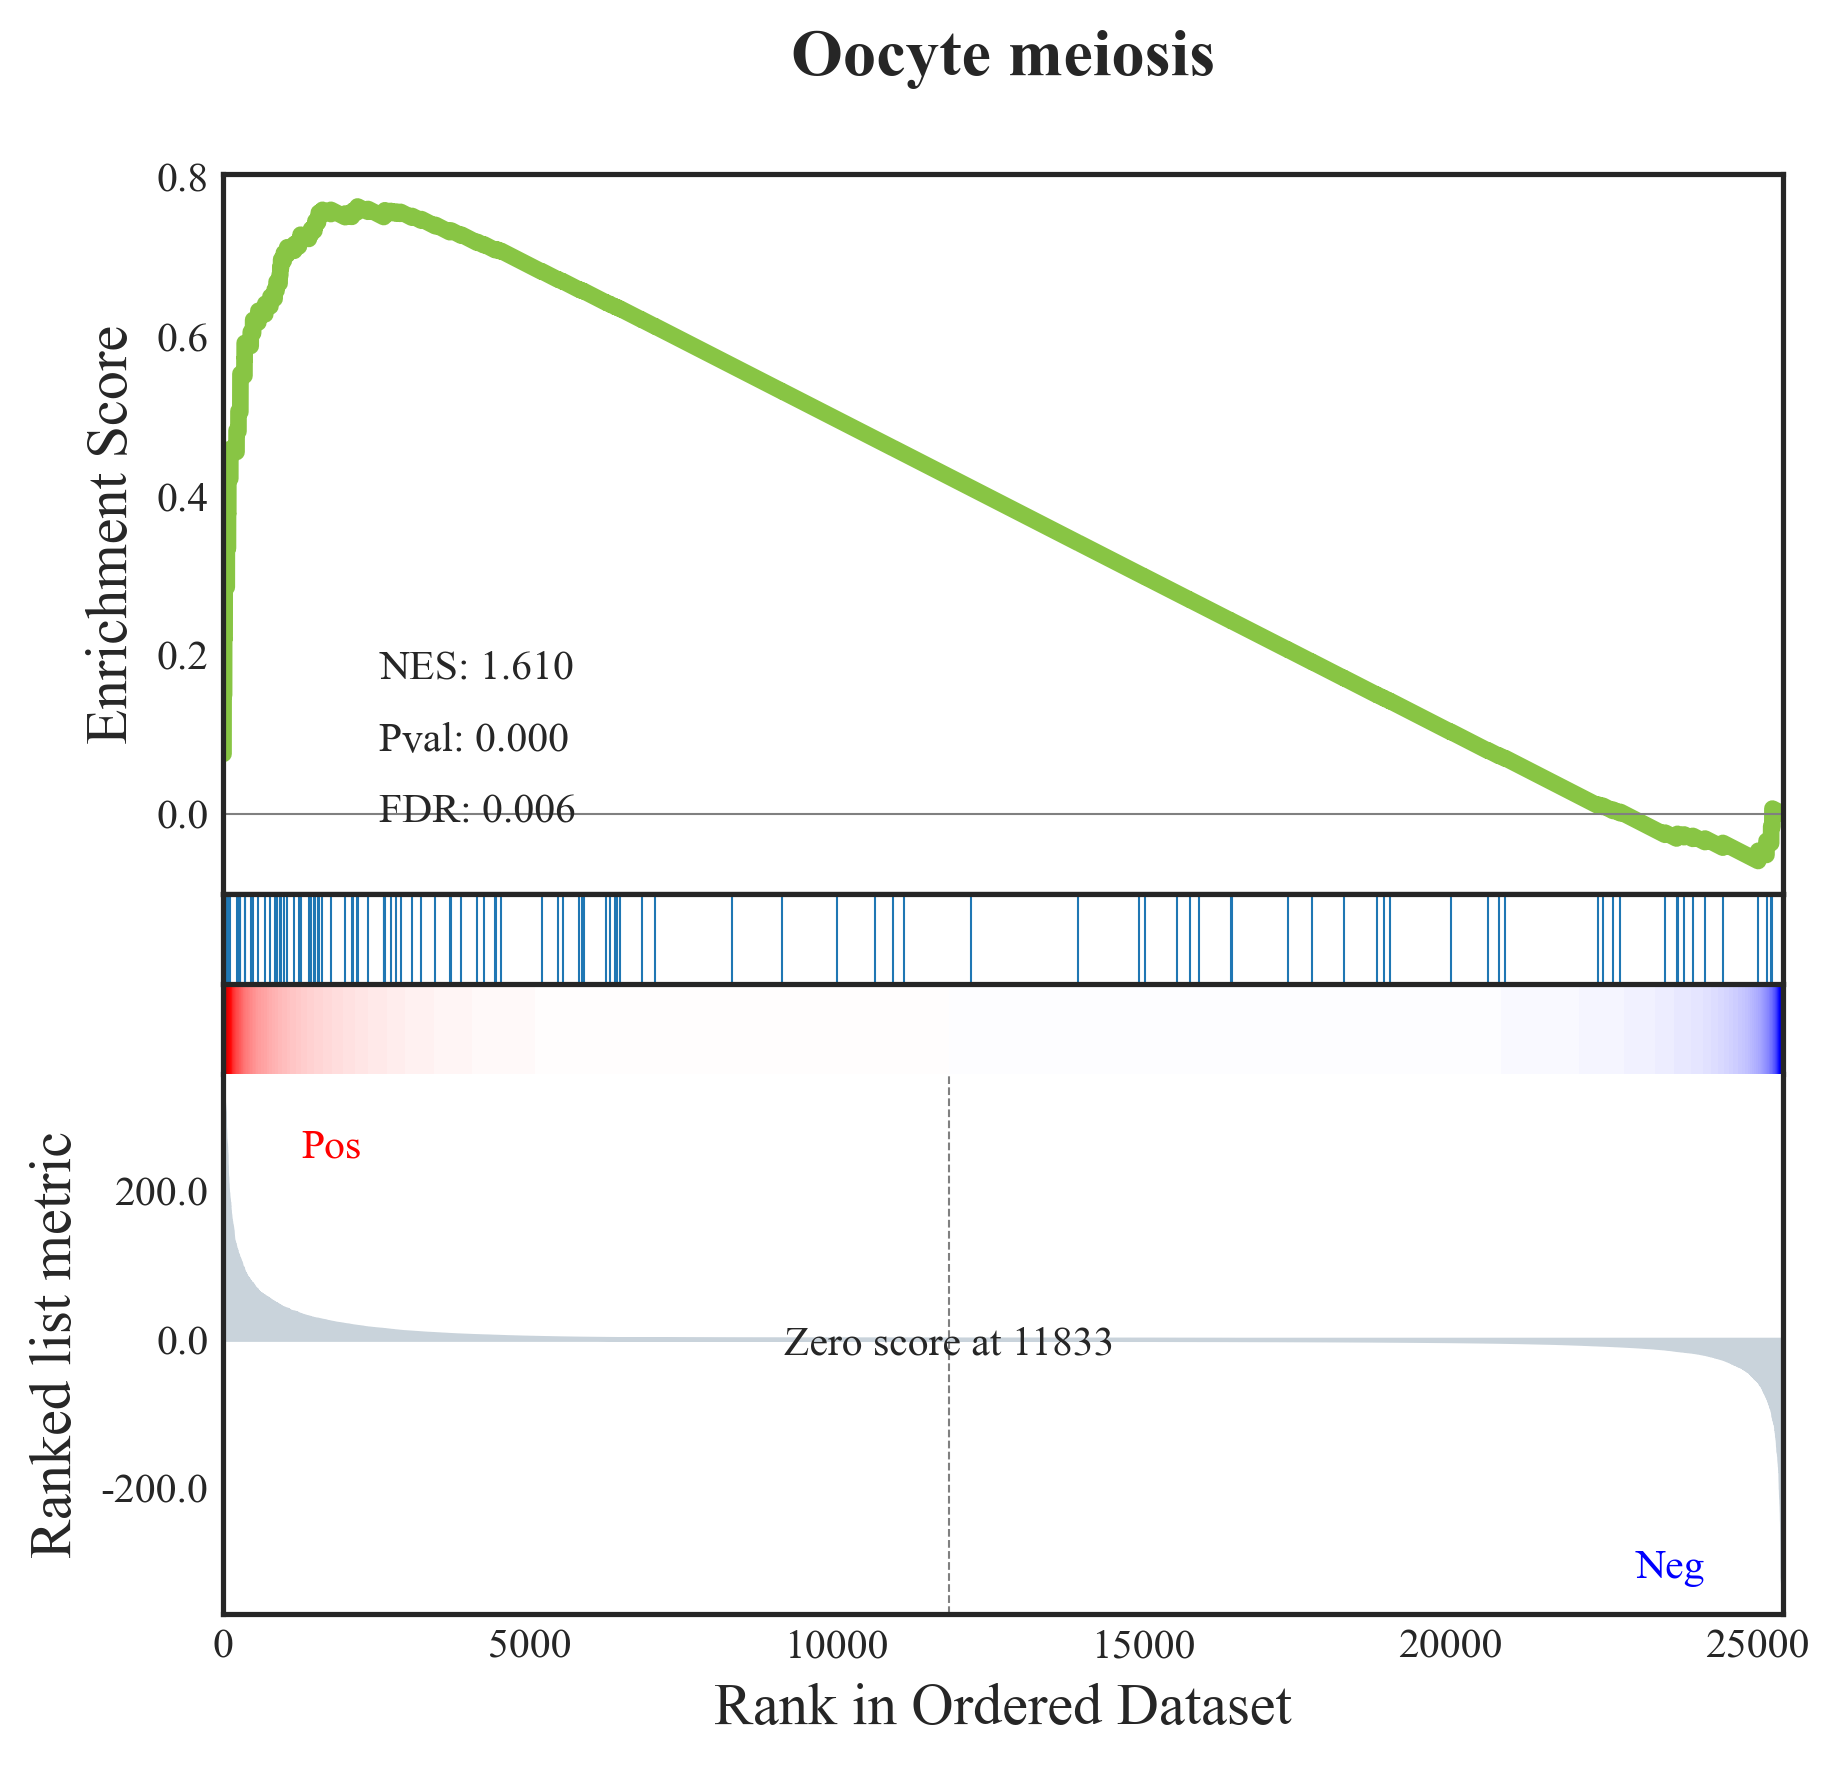 Oocyte meiosis
0.8
0.6
0.4
0.2
0.0
Enrichment Score
NES: 1.610
Pval: 0.000
FDR: 0.006
Pos
200.0
0.0
-200.0
Ranked list metric
Zero score at 11833
Neg
0 5000 10000 15000 20000 25000
Rank in Ordered Dataset